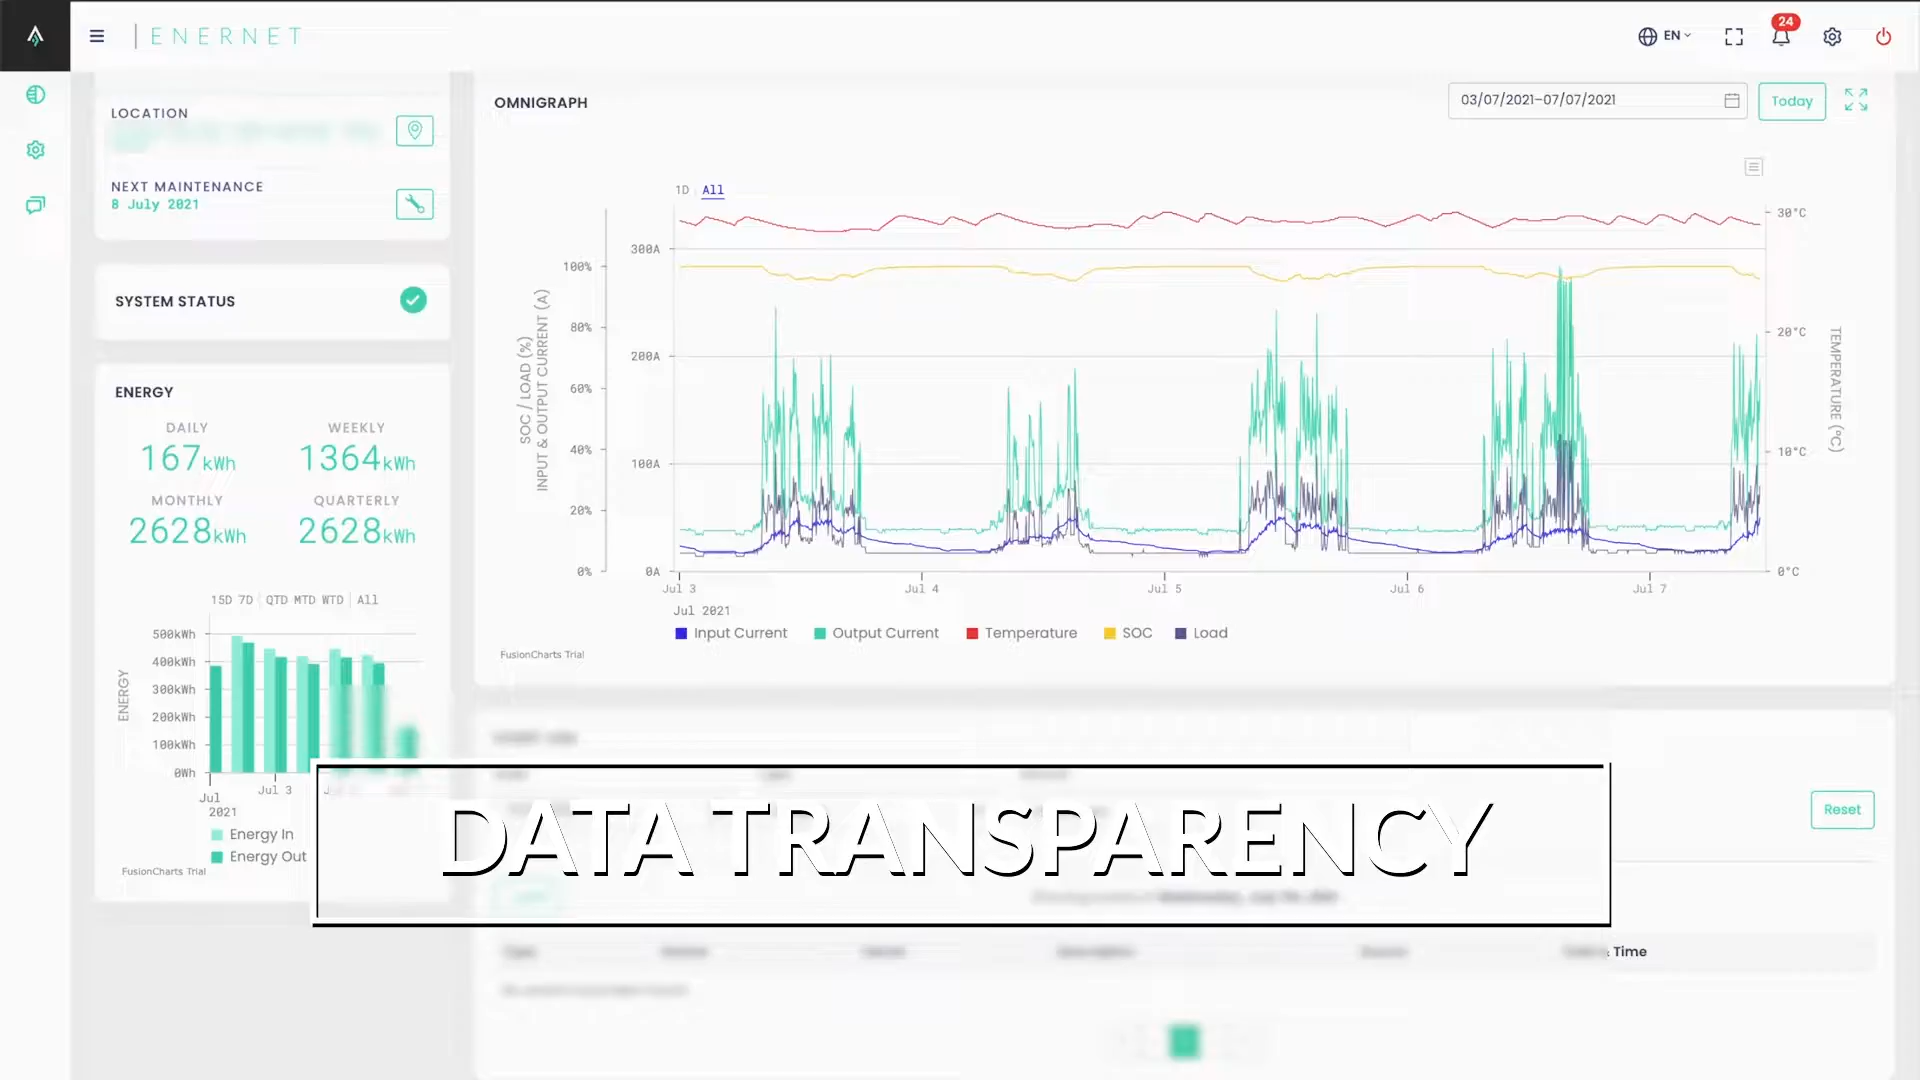 ENERNET
EN
24
LOCATION
NEXT MAINTENANCE
8 July 2021
SYSTEM STATUS
ENERGY
DAILY
WEEKLY
167kWh
1364kWh
MONTHLY
QUARTERLY
2628kWh
2628kWh
15D 7D QTD MTD WTD All
ENERGY
500kWh
400kWh
300kWh
200kWh
100kWh
0Wh
Jul
2021
Jul 3
Energy In
Energy Out
FusionCharts Trial
OMNIGRAPH
03/07/2021–07/07/2021
Today
1D All
SOC / LOAD (%)
INPUT & OUTPUT CURRENT (A)
100%
80%
60%
40%
20%
0%
300A
200A
100A
0A
30°C
20°C
10°C
0°C
TEMPERATURE (°C)
Jul 3 Jul 4 Jul 5 Jul 6 Jul 7
Jul 2021
Input Current Output Current Temperature SOC Load
FusionCharts Trial
Reset
DATA TRANSPARENCY
Time